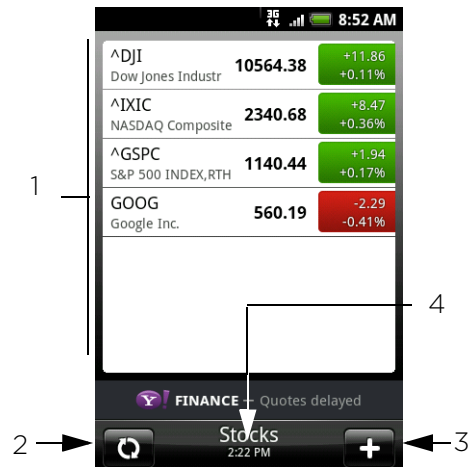 3G 8:52 AM
^DJI
Dow Jones Industr
10564.38
+11.86
+0.11%
^IXIC
NASDAQ Composite
2340.68
+8.47
+0.36%
^GSPC
S&P 500 INDEX,RTH
1140.44
+1.94
+0.17%
GOOG
Google Inc.
560.19
-2.29
-0.41%
1
4
Y! FINANCE - Quotes delayed
2
Stocks
2:22 PM
3